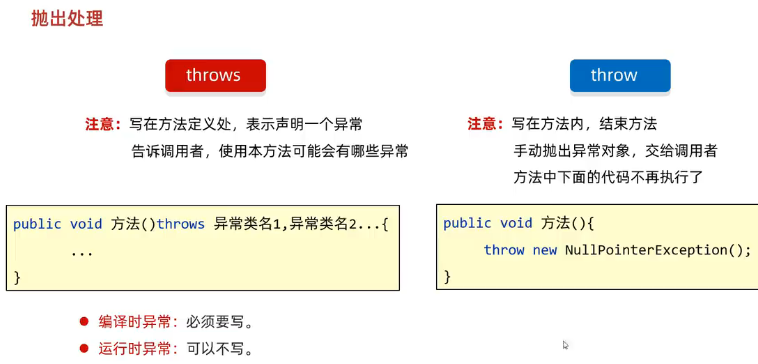 抛出处理
throws
注意：写在方法定义处，表示声明一个异常
告诉调用者，使用本方法可能会有哪些异常
public void 方法()throws 异常类名1,异常类名2...{
...
}
编译时异常：必须要写。
运行时异常：可以不写。
throw
注意：写在方法内，结束方法
手动抛出异常对象，交给调用者
方法中下面的代码不再执行了
public void 方法(){
throw new NullPointerException();
}